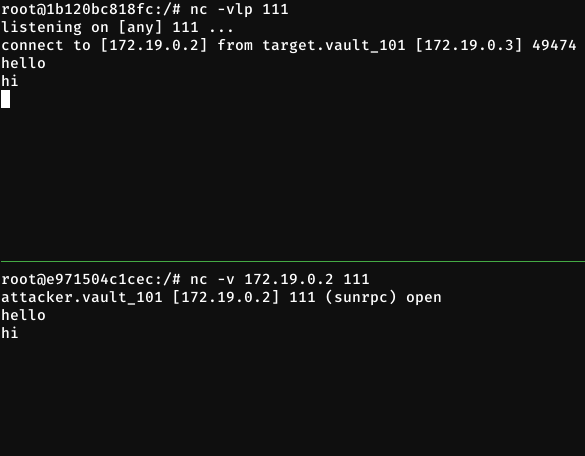 root@1b120bc818fc:/# nc -vlp 111
listening on [any] 111 ...
connect to [172.19.0.2] from target.vault_101 [172.19.0.3] 49474
hello
hi
root@e971504c1cec:/# nc -v 172.19.0.2 111
attacker.vault_101 [172.19.0.2] 111 (sunrpc) open
hello
hi